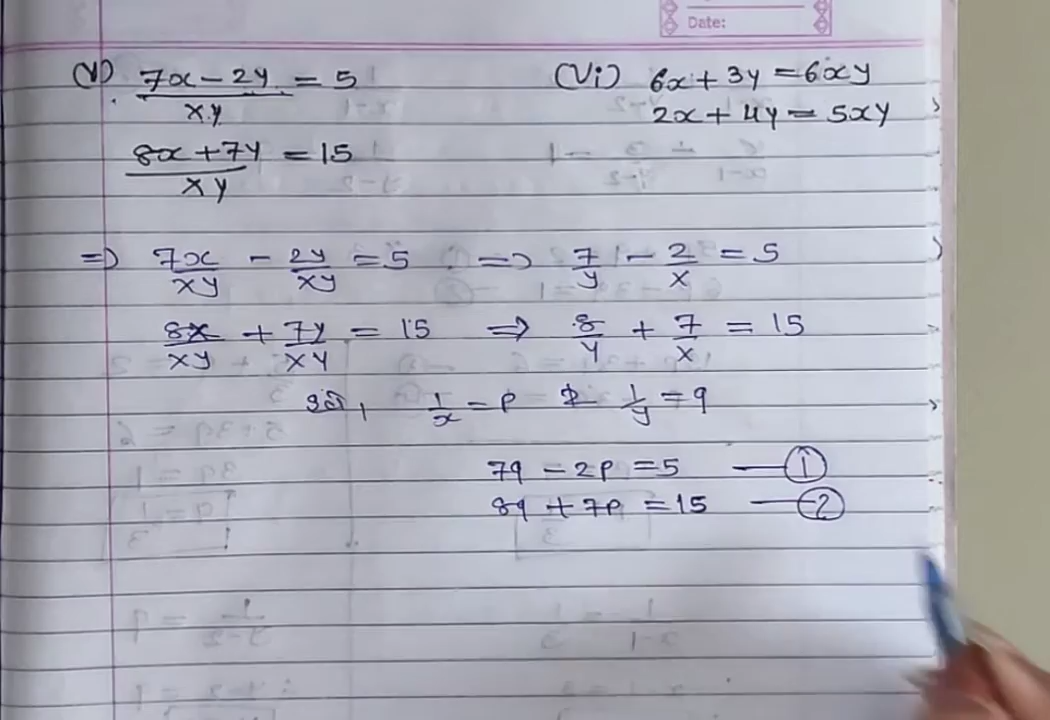 Date:
(V) 7x - 2y / xy = 5
8x + 7y / xy = 15
(Vi) 6x + 3y = 6xy
2x + 4y = 5xy
=> 7x/xy - 2y/xy = 5 => 7/y - 2/x = 5
8x/xy + 7y/xy = 15 => 8/y + 7/x = 15
1/x = p 1/y = q
7q - 2p = 5 — ①
8q + 7p = 15 — ②